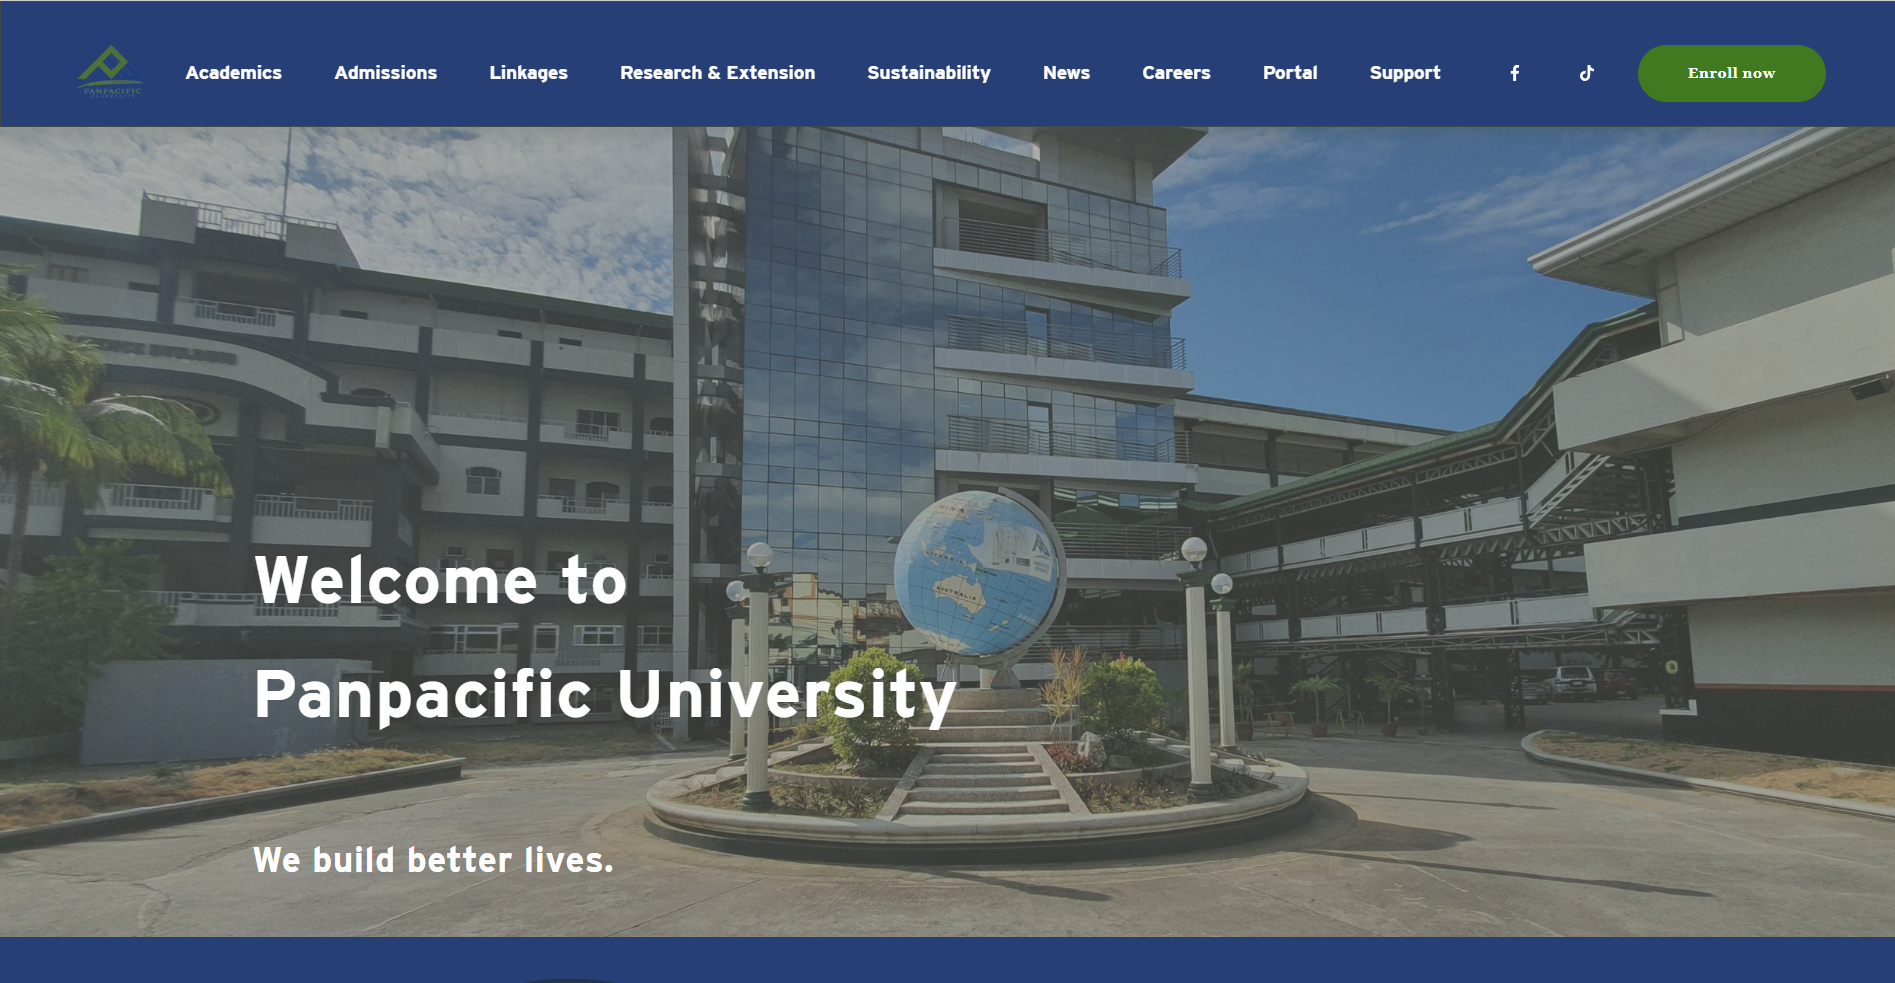 PANPACIFIC
Academics
Admissions
Linkages
Research & Extension
Sustainability
News
Careers
Portal
Support
Enroll now
AUSTRALIA
Welcome to
Panpacific University
We build better lives.